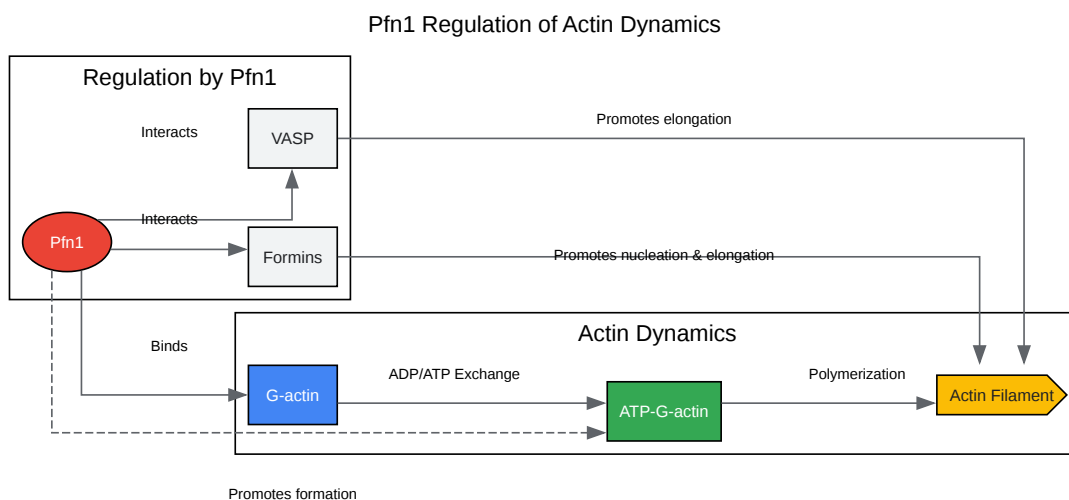 Pfn1 Regulation of Actin Dynamics
Regulation by Pfn1
Interacts
VASP
Promotes elongation
Interacts
Pfn1
Formins
Promotes nucleation & elongation
Actin Dynamics
Binds
G-actin
ADP/ATP Exchange
ATP-G-actin
Polymerization
Actin Filament
Promotes formation